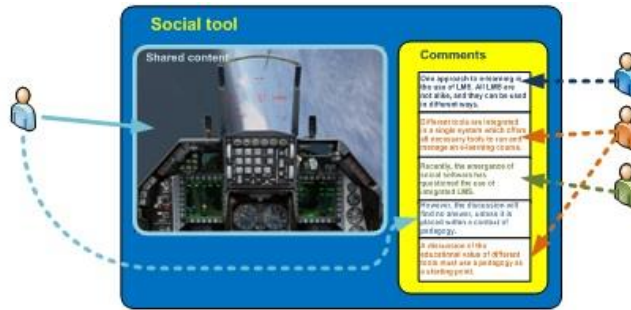 Social tool
Shared content
Comments
One approach to e-learning is
the use of LMS. All LMS are
not alike, and they can be used
in different ways.
Different tools are integrated
in a single system which offers
all necessary tools to run and
manage an e-learning course.
Recently, the emergence of
social software has
questioned the use of
integrated LMS.
However, the discussion will
find no answer, unless it is
placed within a context of
pedagogy.
A discussion of the
educational value of different
tools must use a pedagogy as
a starting point.